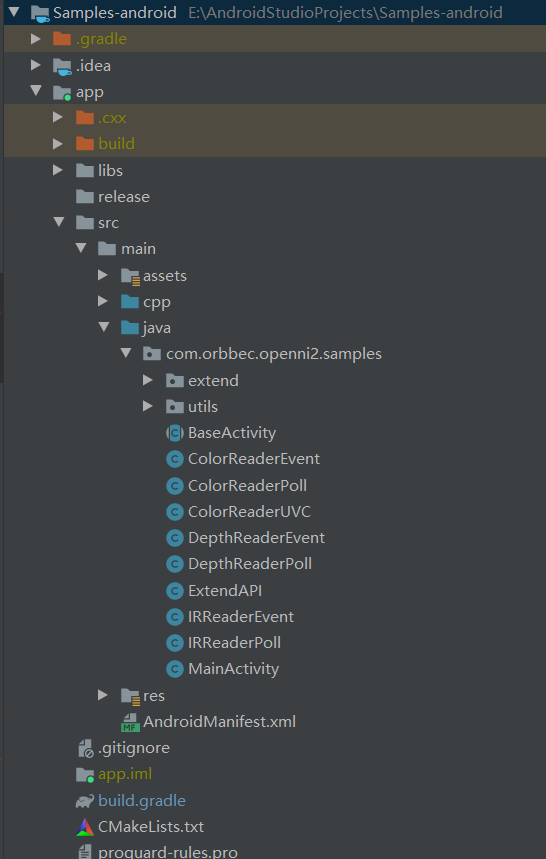 Samples-android E:\AndroidStudioProjects\Samples-android
.gradle
.idea
app
.cxx
build
libs
release
src
main
assets
cpp
java
com.orbbec.openni2.samples
extend
utils
C BaseActivity
C ColorReaderEvent
C ColorReaderPoll
C ColorReaderUVC
C DepthReaderEvent
C DepthReaderPoll
C ExtendAPI
C IRReaderEvent
C IRReaderPoll
C MainActivity
res
MF AndroidManifest.xml
.gitignore
app.iml
build.gradle
CMakeLists.txt
proguard-rules.pro